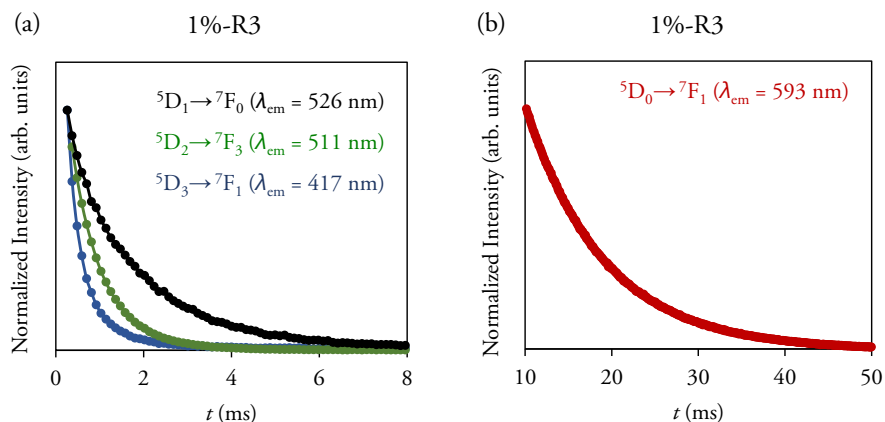 (a)
1%-R3
Normalized Intensity (arb. units)
⁵D₁→⁷F₀ (λem = 526 nm)
⁵D₂→⁷F₃ (λem = 511 nm)
⁵D₃→⁷F₁ (λem = 417 nm)
0 2 4 6 8
t (ms)
(b)
1%-R3
Normalized Intensity (arb. units)
⁵D₀→⁷F₁ (λem = 593 nm)
10 20 30 40 50
t (ms)